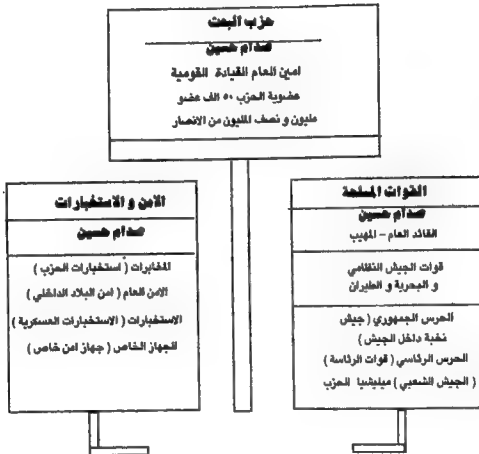 حزب البعث
صدام حسين
امين العام القيادة القومية
عضوية الحزب ٥٠ الف عضو
مليون و نصف المليون من الانصار
القوات المسلحة
صدام حسين
القائد العام – المهيب
قوات الجيش النظامي
و البحرية و الطيران
الحرس الجمهوري ( جيش
نخبة داخل الجيش )
الحرس الرئاسي ( قوات الرئاسة )
( الجيش الشعبي ) ميليشيا الحزب
الأمن و الاستخبارات
صدام حسين
المخابرات ( أستخبارات الحزب )
الامن العام ( امن البلاد الداخلي )
الاستخبارات ( الاستخبارات العسكرية )
الجهاز الخاص ( جهاز امن خاص )